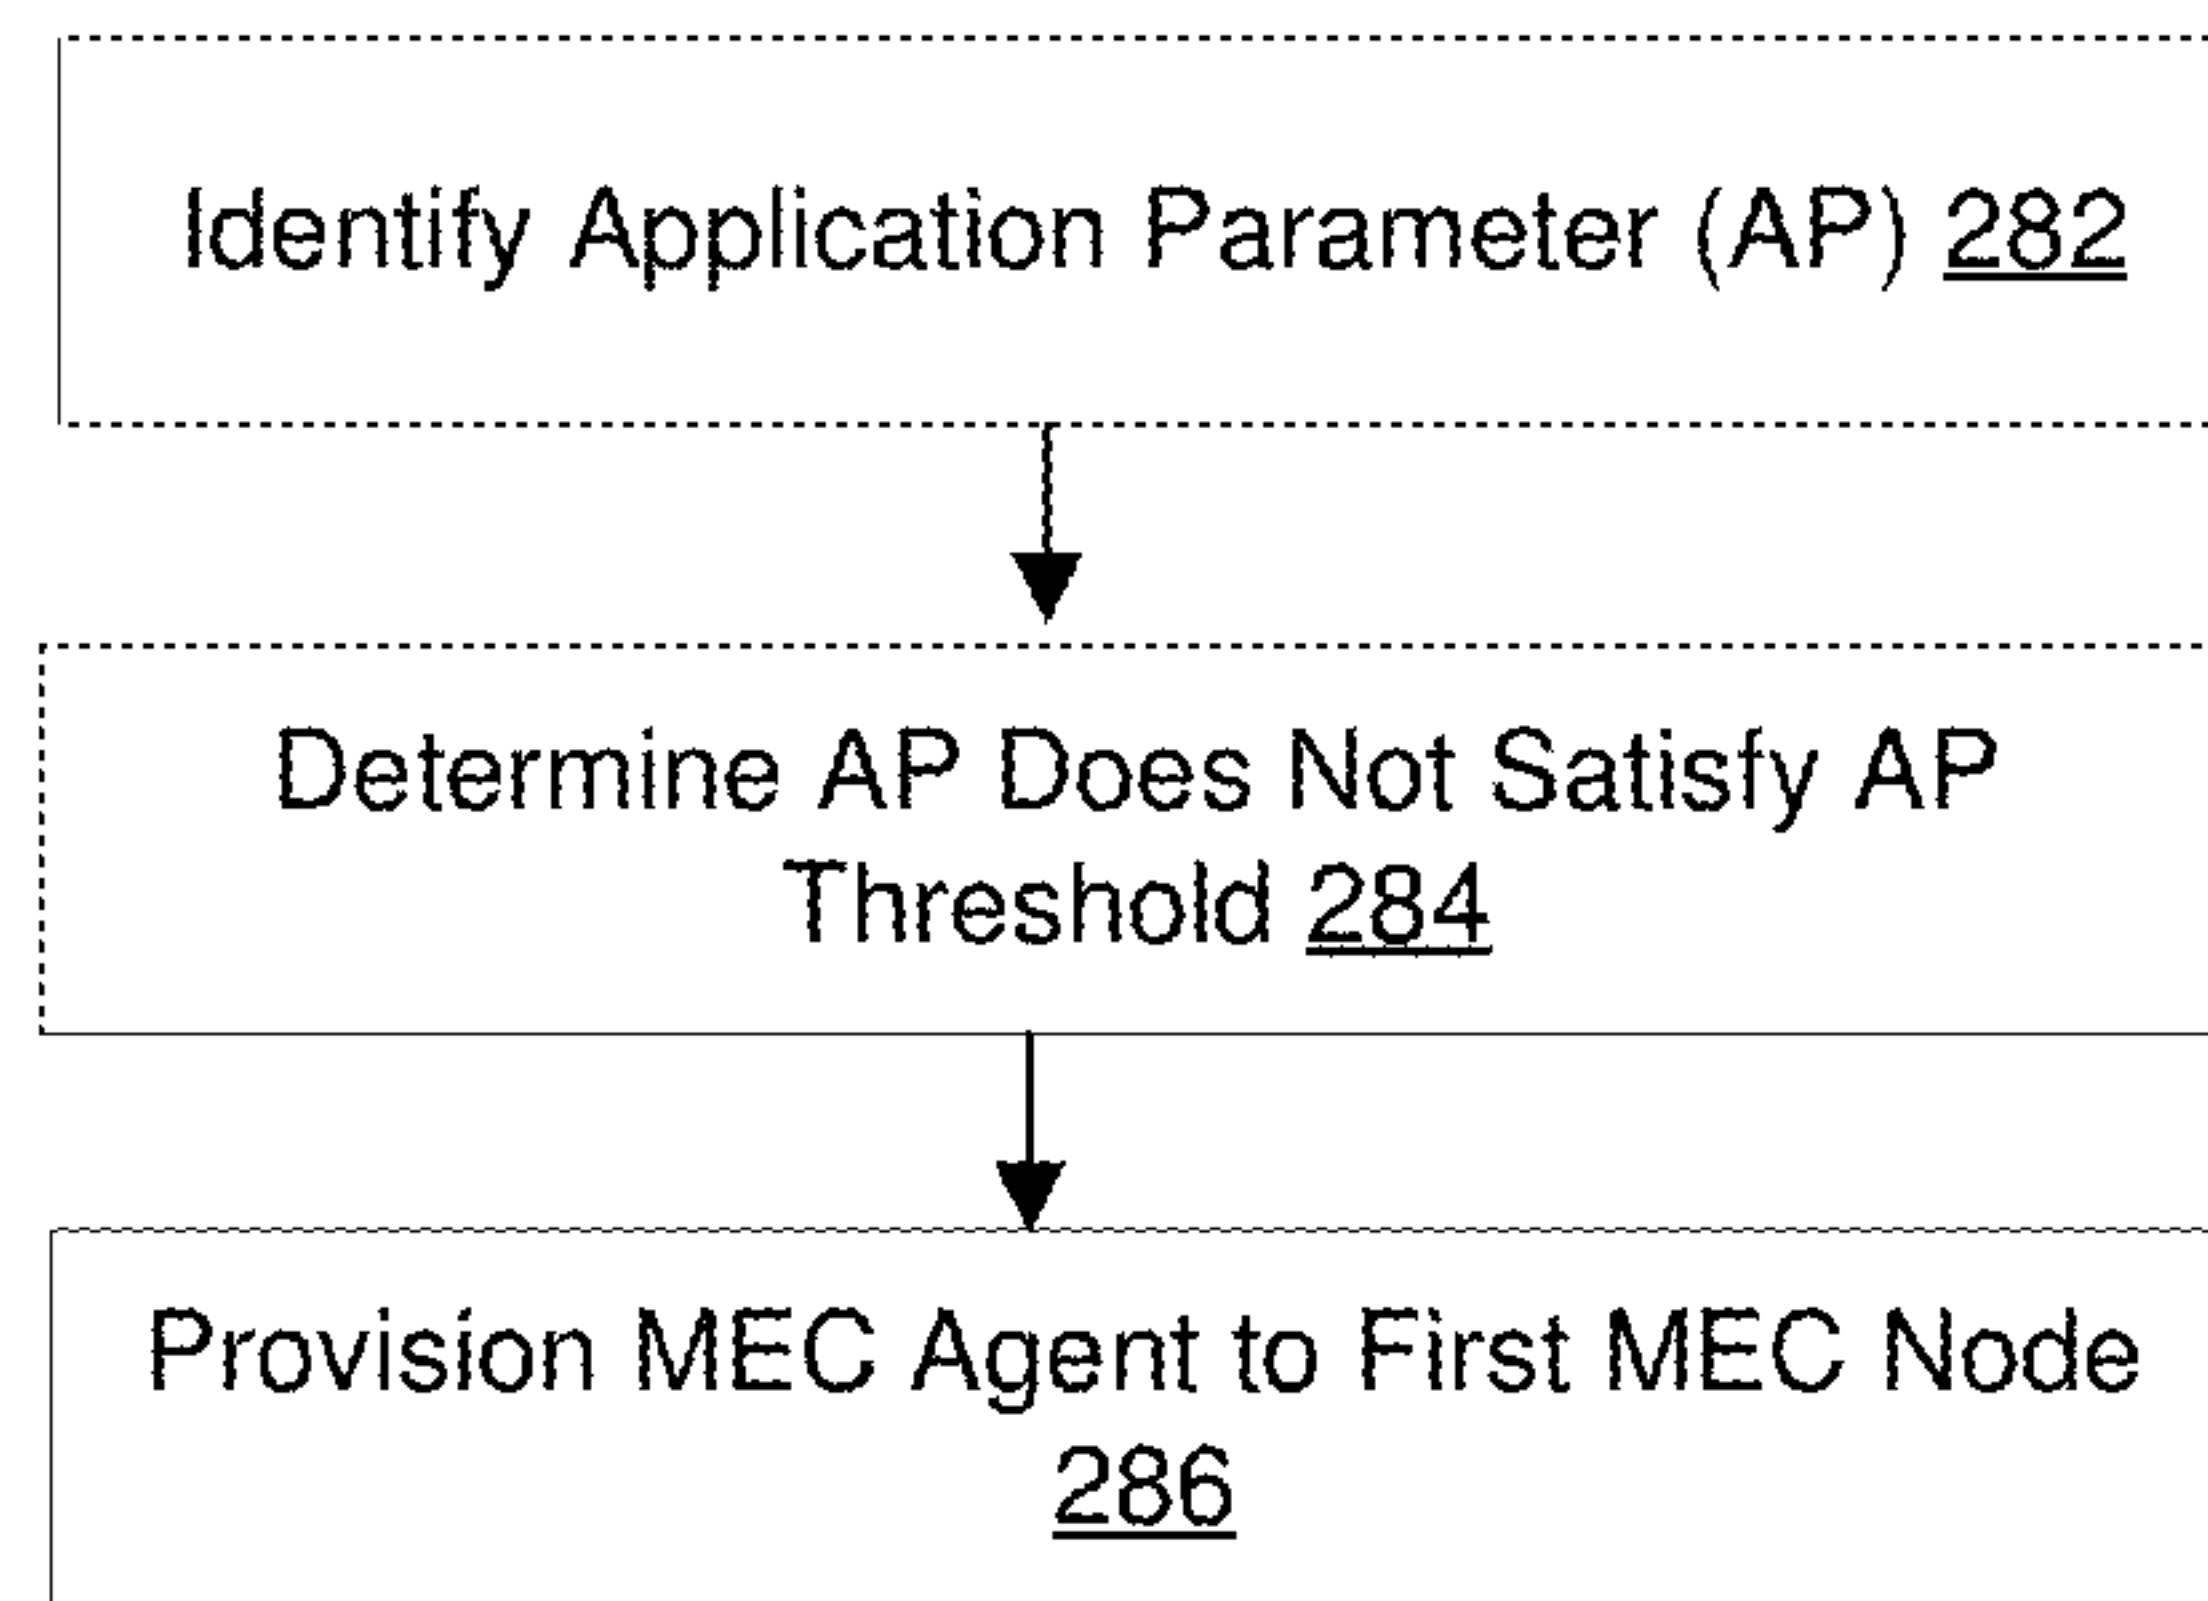 Identify Application Parameter (AP) 282
Determine AP Does Not Satisfy AP
Threshold 284
Provision MEC Agent to First MEC Node
286